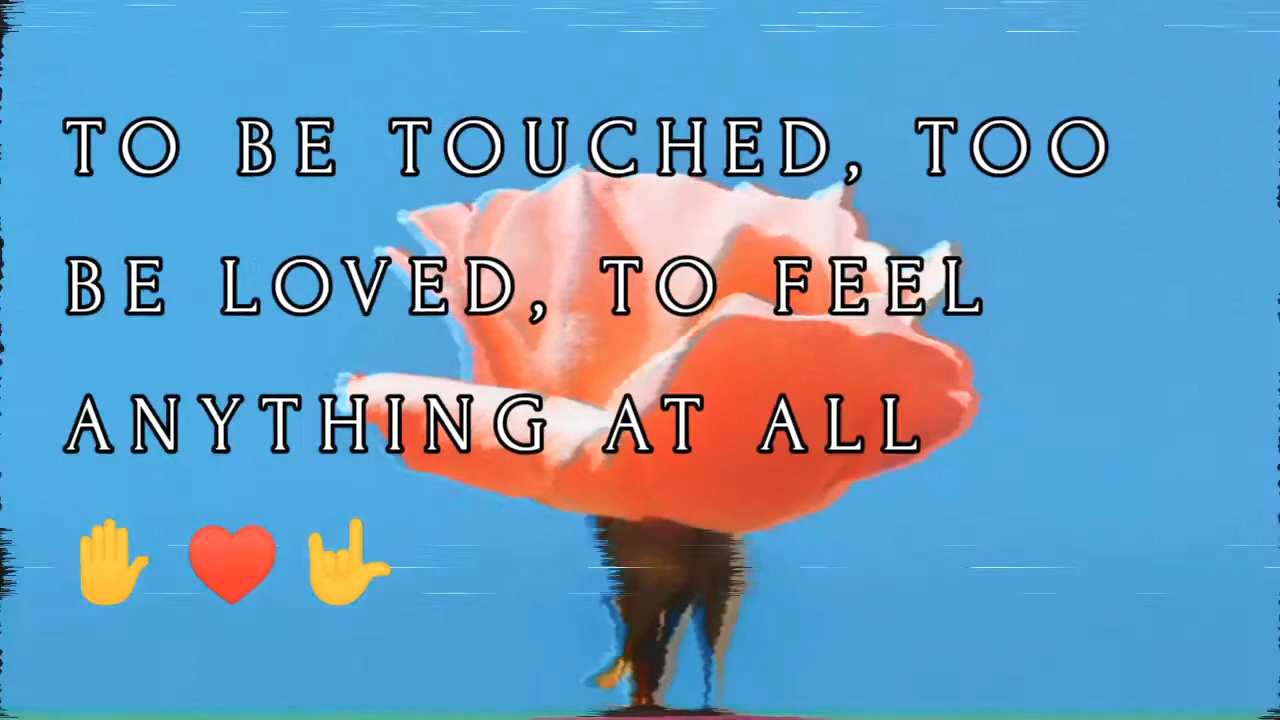 TO BE TOUCHED, TOO
BE LOVED, TO FEEL
ANYTHING AT ALL
✋♥️🤟